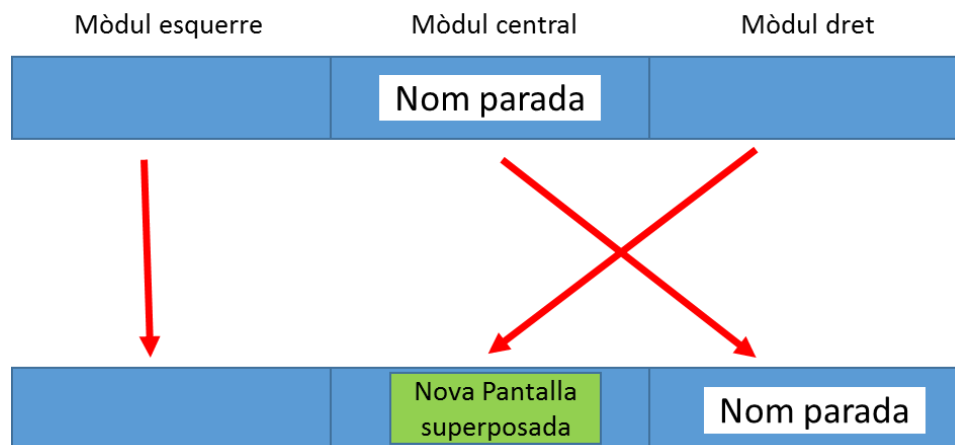 Mòdul esquerre
Mòdul central
Mòdul dret
Nom parada
Nova Pantalla
superposada
Nom parada